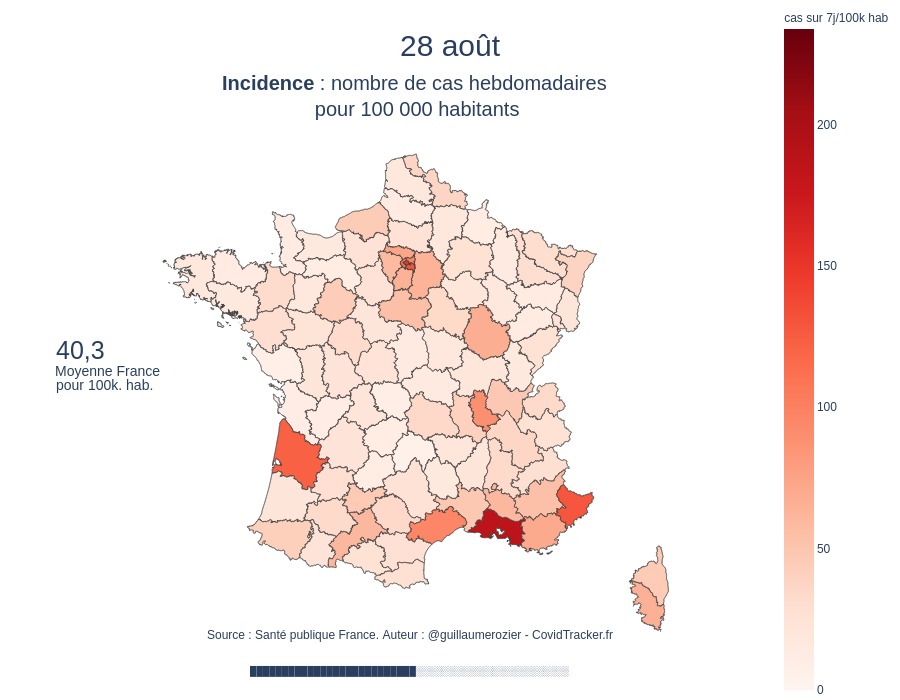 cas sur 7j/100k hab
28 août
Incidence : nombre de cas hebdomadaires
pour 100 000 habitants
200
150
100
50
0
40,3
Moyenne France
pour 100k. hab.
Source : Santé publique France. Auteur : @guillaumerozier - CovidTracker.fr